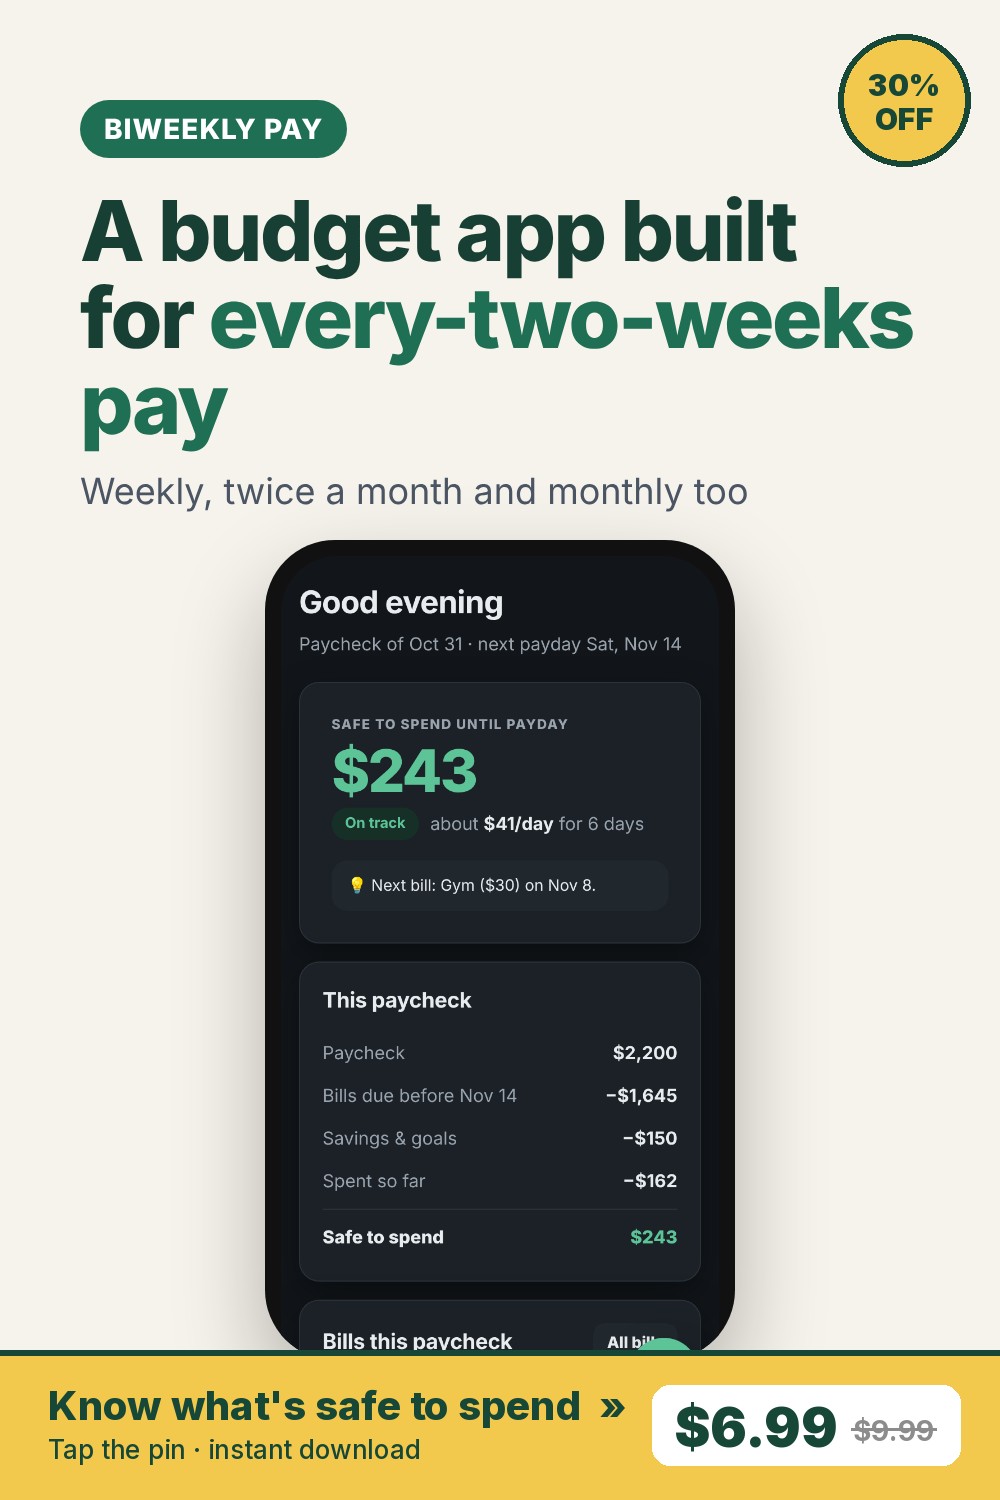 30%
OFF
BIWEEKLY PAY
A budget app built
for every-two-weeks
pay
Weekly, twice a month and monthly too
Good evening
Paycheck of Oct 31 · next payday Sat, Nov 14
SAFE TO SPEND UNTIL PAYDAY
$243
On track about $41/day for 6 days
💡 Next bill: Gym ($30) on Nov 8.
This paycheck
Paycheck $2,200
Bills due before Nov 14 −$1,645
Savings & goals −$150
Spent so far −$162
Safe to spend $243
Bills this paycheck All
Know what's safe to spend »
Tap the pin · instant download
$6.99 $9.99